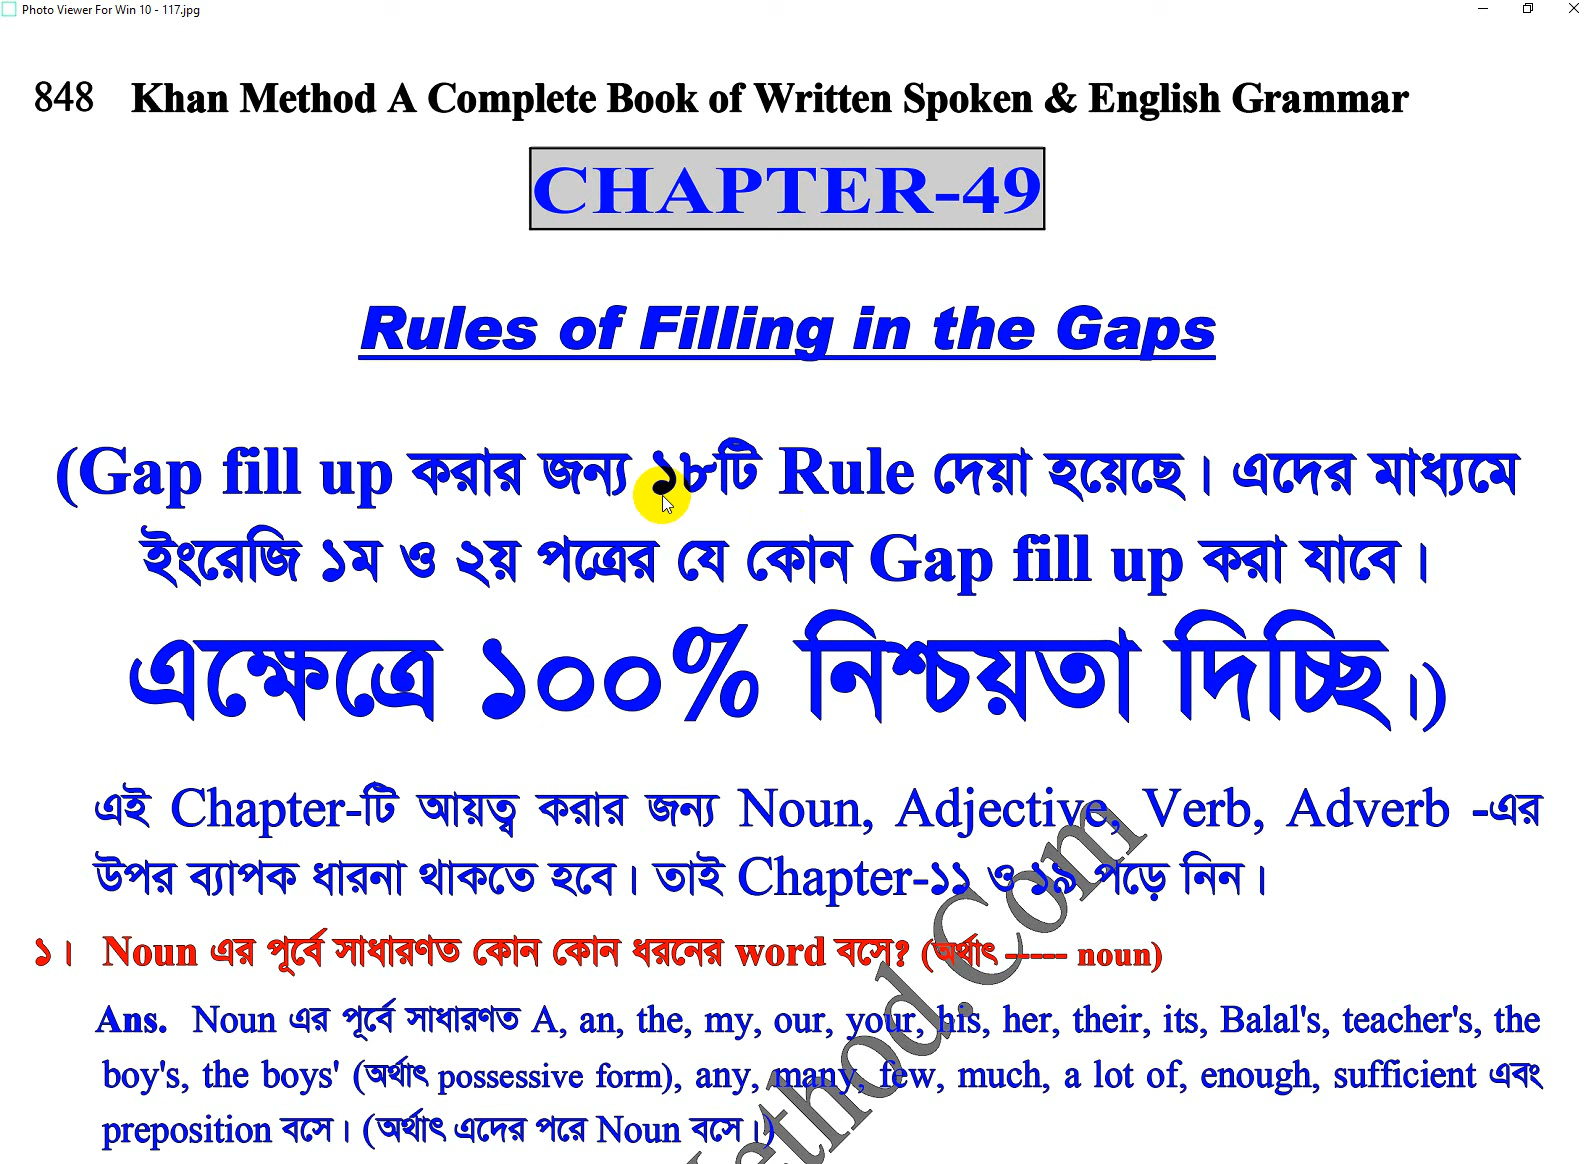 Photo Viewer For Win 10 - 117.jpg
848 Khan Method A Complete Book of Written Spoken & English Grammar
CHAPTER-49
Rules of Filling in the Gaps
(Gap fill up করার জন্য ১৮টি Rule দেয়া হয়েছে। এদের মাধ্যমে
ইংরেজি ১ম ও ২য় পত্রের যে কোন Gap fill up করা যাবে।
এক্ষেত্রে ১০০% নিশ্চয়তা দিচ্ছি।)
এই Chapter-টি আয়ত্ব করার জন্য Noun, Adjective, Verb, Adverb -এর
উপর ব্যাপক ধারনা থাকতে হবে। তাই Chapter-১১ ও ১৯ পড়ে নিন।
১। Noun এর পূর্বে সাধারণত কোন কোন ধরনের word বসে? (অর্থাৎ ----- noun)
Ans. Noun এর পূর্বে সাধারণত A, an, the, my, our, your, his, her, their, its, Balal's, teacher's, the
boy's, the boys' (অর্থাৎ possessive form), any, many, few, much, a lot of, enough, sufficient এবং
preposition বসে। (অর্থাৎ এদের পরে Noun বসে।)
Method.Com